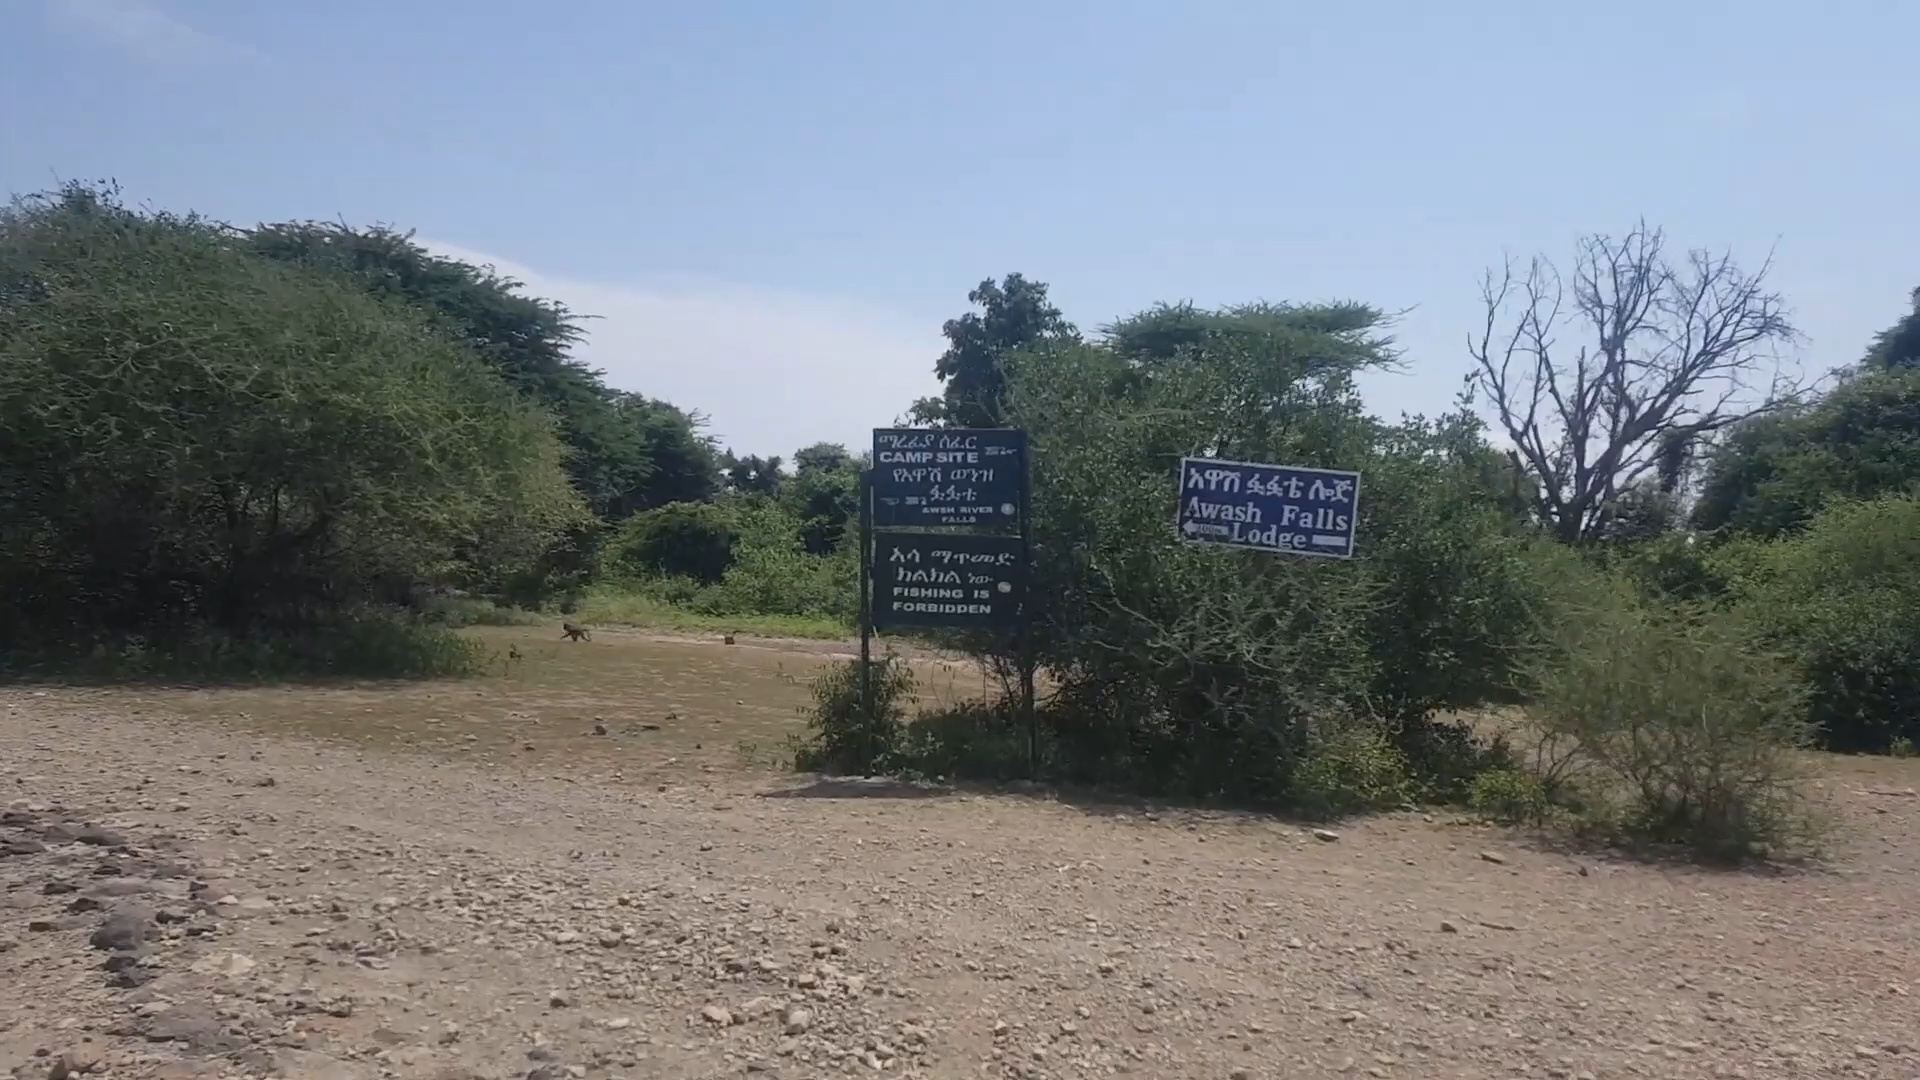 ማረፊያ ሰፈር
CAMP SITE
የአዋሽ ወንዝ
ፏፏቴ
AWSH RIVER
FALLS
አሳ ማጥመድ
ክልክል ነው
FISHING IS
FORBIDDEN
አዋሽ ፏፏቴ ሎጅ
Awash Falls
Lodge